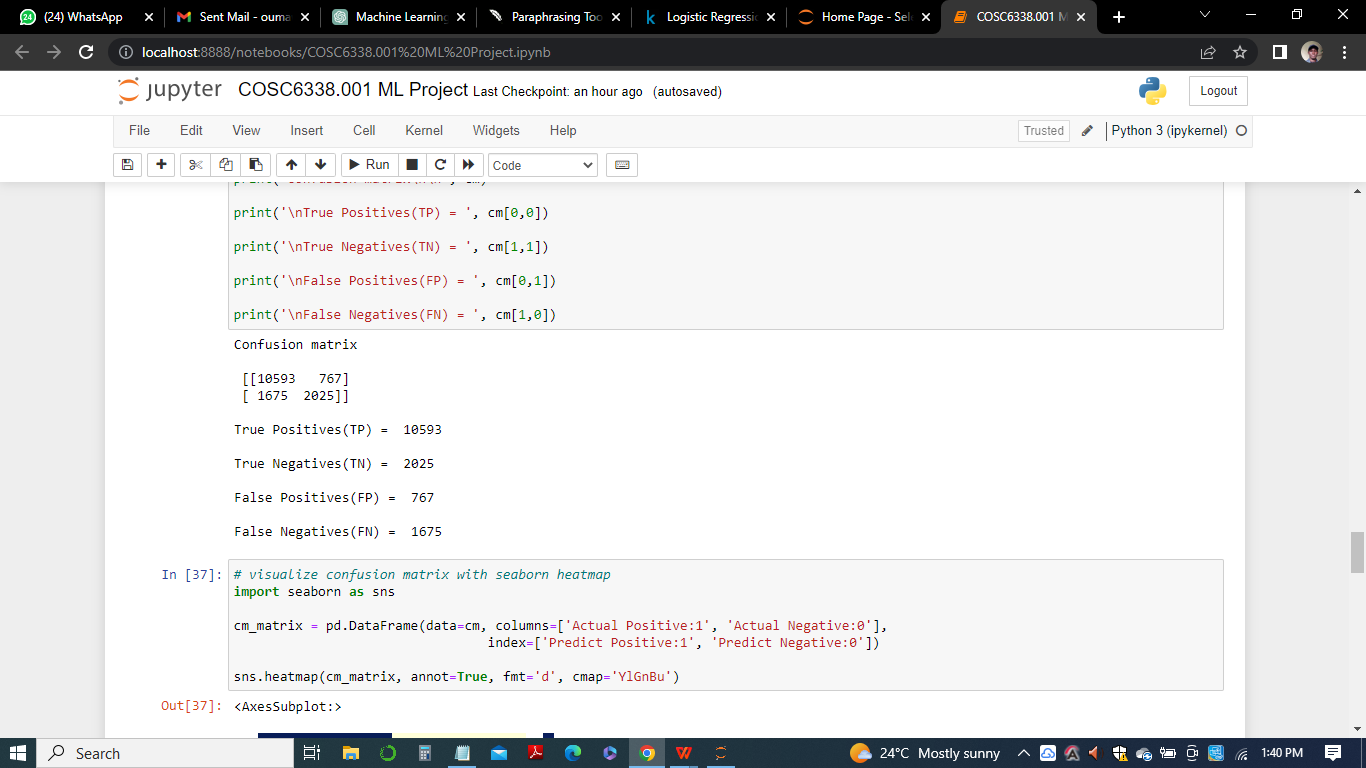 (24) WhatsApp
Sent Mail - ouma
Machine Learning
Paraphrasing Too
Logistic Regressio
Home Page - Sele
COSC6338.001 M
localhost:8888/notebooks/COSC6338.001%20ML%20Project.ipynb
jupyter COSC6338.001 ML Project Last Checkpoint: an hour ago (autosaved)
Logout
File Edit View Insert Cell Kernel Widgets Help
Trusted Python 3 (ipykernel)
Run Code
print('\nTrue Positives(TP) = ', cm[0,0])
print('\nTrue Negatives(TN) = ', cm[1,1])
print('\nFalse Positives(FP) = ', cm[0,1])
print('\nFalse Negatives(FN) = ', cm[1,0])
Confusion matrix
[[10593   767]
[ 1675  2025]]
True Positives(TP) =  10593
True Negatives(TN) =  2025
False Positives(FP) =  767
False Negatives(FN) =  1675
In [37]: # visualize confusion matrix with seaborn heatmap
import seaborn as sns
cm_matrix = pd.DataFrame(data=cm, columns=['Actual Positive:1', 'Actual Negative:0'],
index=['Predict Positive:1', 'Predict Negative:0'])
sns.heatmap(cm_matrix, annot=True, fmt='d', cmap='YlGnBu')
Out[37]: <AxesSubplot:>
Search
24°C Mostly sunny
1:40 PM